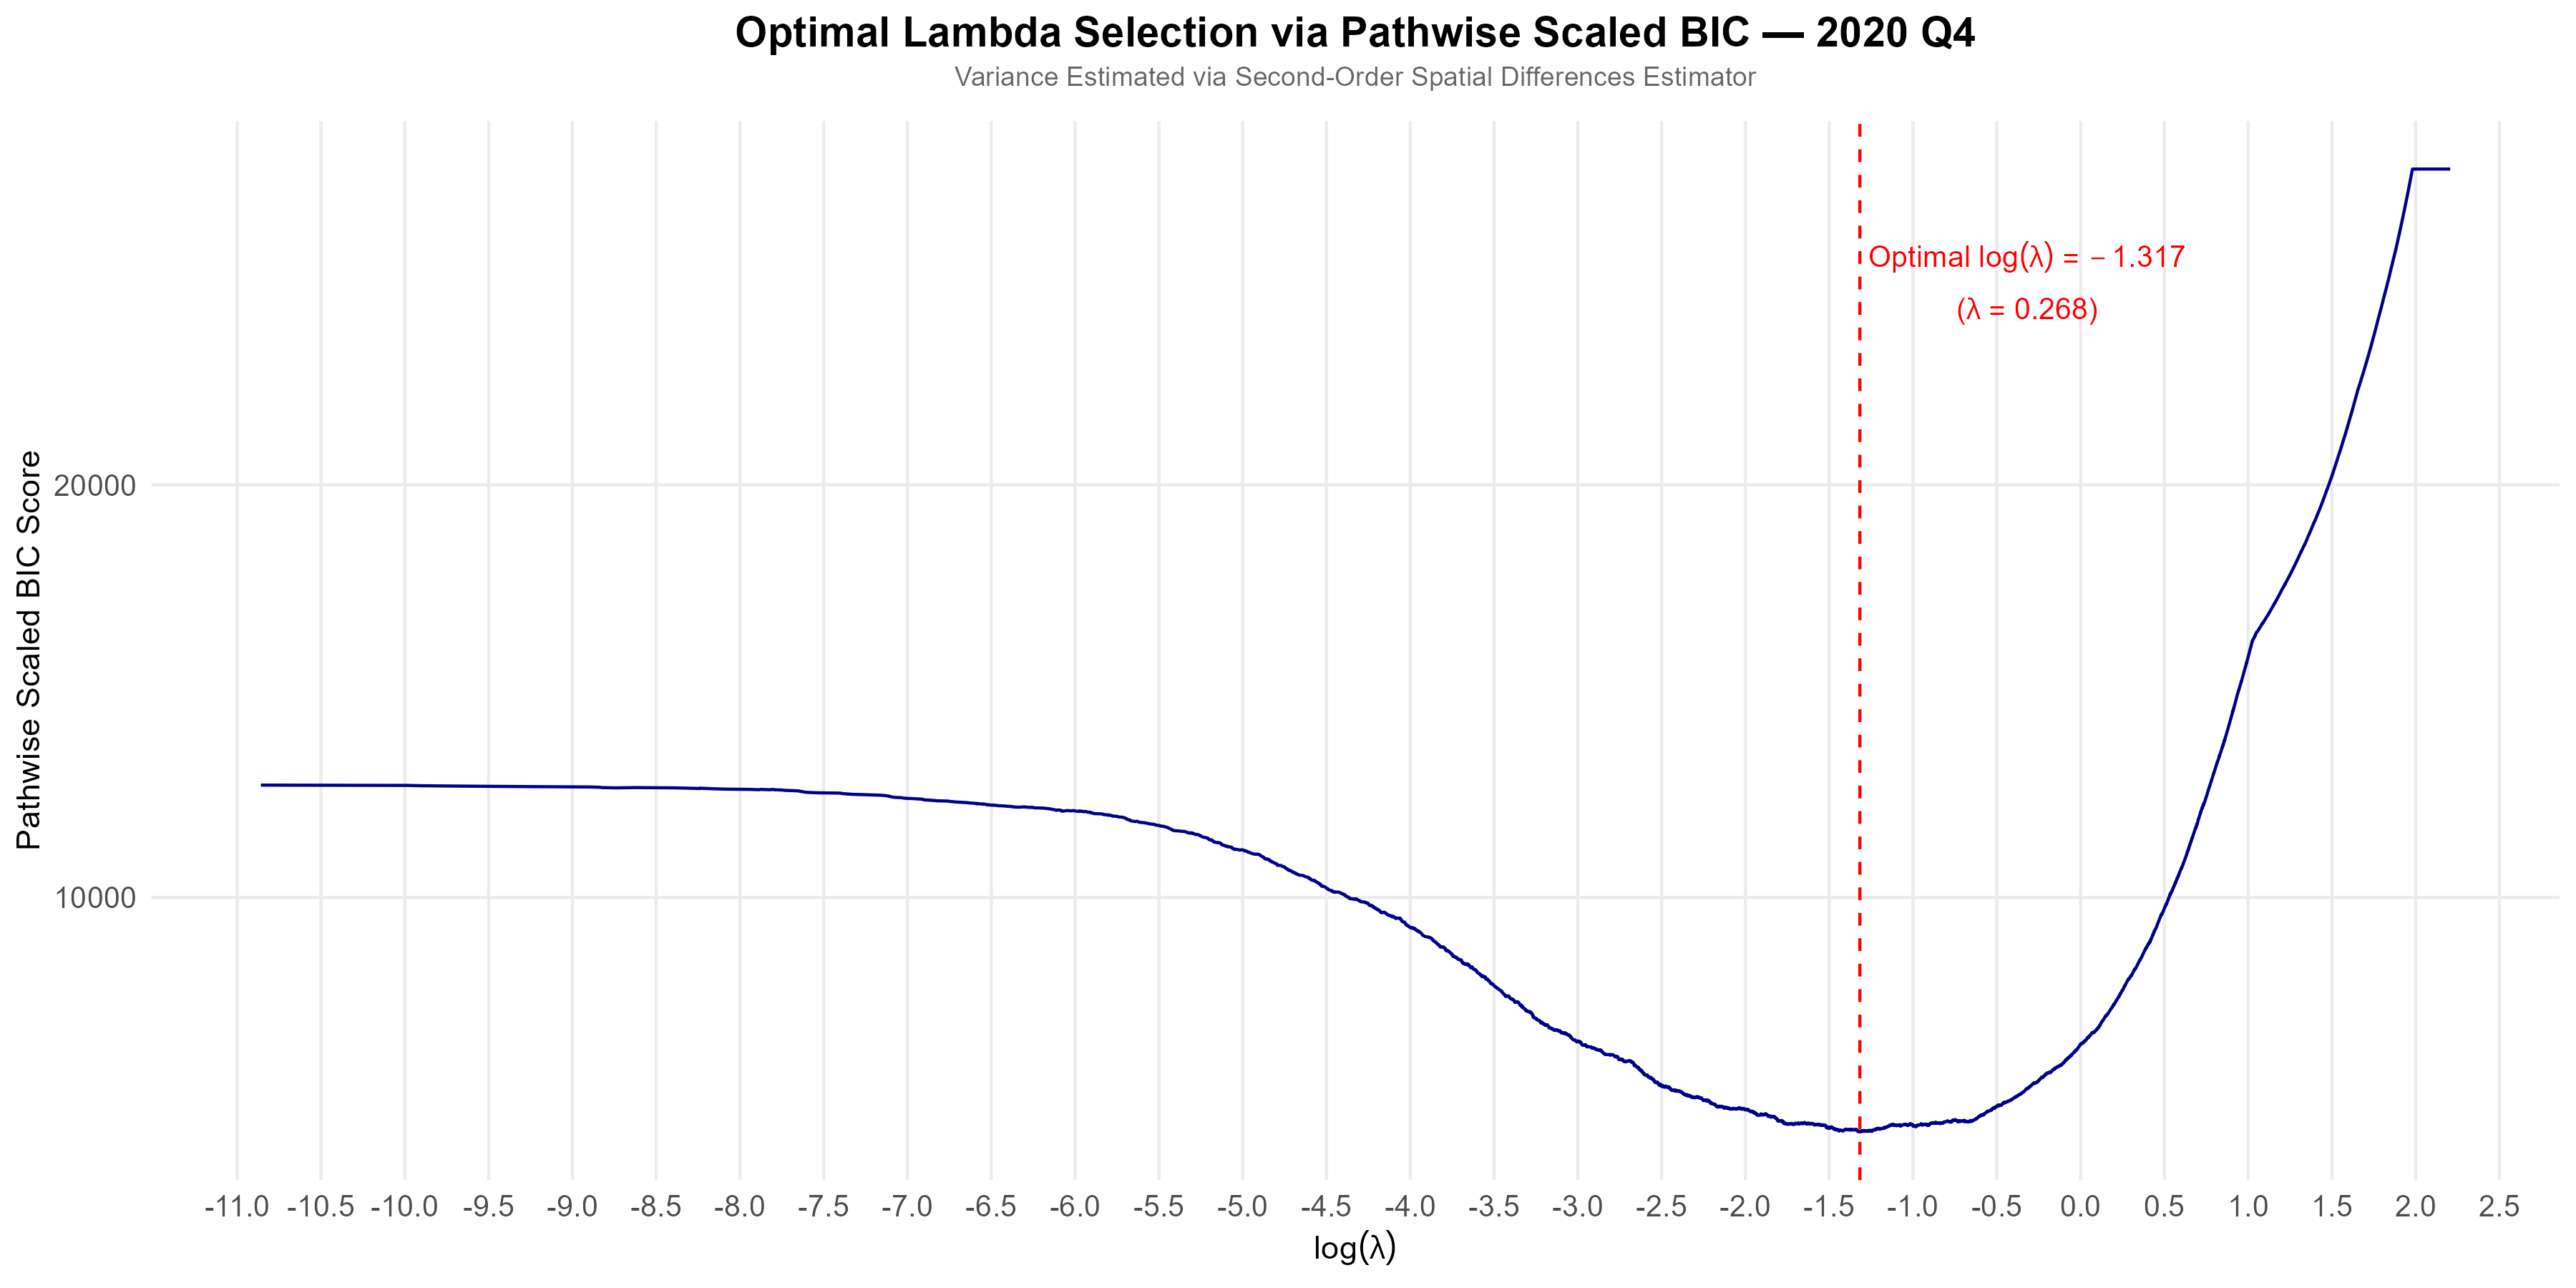 Optimal Lambda Selection via Pathwise Scaled BIC — 2020 Q4
Variance Estimated via Second-Order Spatial Differences Estimator
Optimal log(λ) = − 1.317
(λ = 0.268)
Pathwise Scaled BIC Score
20000
10000
-11.0 -10.5 -10.0 -9.5 -9.0 -8.5 -8.0 -7.5 -7.0 -6.5 -6.0 -5.5 -5.0 -4.5 -4.0 -3.5 -3.0 -2.5 -2.0 -1.5 -1.0 -0.5 0.0 0.5 1.0 1.5 2.0 2.5
log(λ)